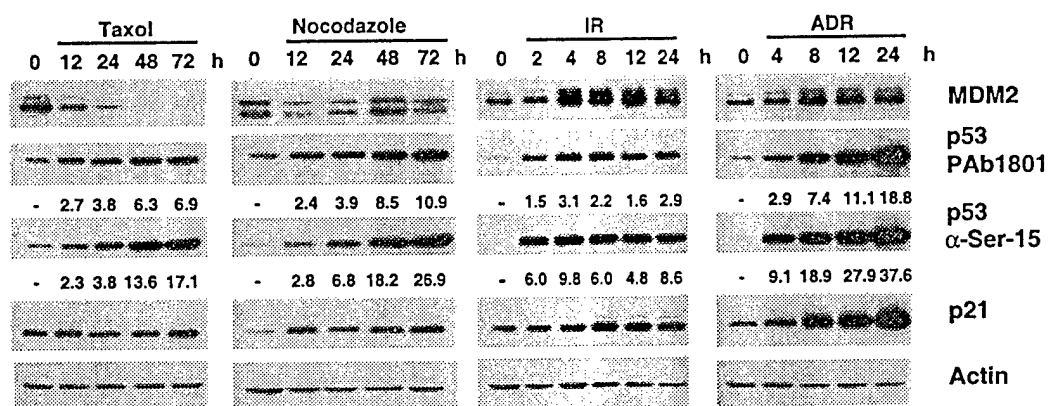 Taxol Nocodazole IR ADR
0 12 24 48 72 h 0 12 24 48 72 h 0 2 4 8 12 24 h 0 4 8 12 24 h
MDM2
p53
PAb1801
- 2.7 3.8 6.3 6.9 - 2.4 3.9 8.5 10.9 - 1.5 3.1 2.2 1.6 2.9 - 2.9 7.4 11.1 18.8
p53
α-Ser-15
- 2.3 3.8 13.6 17.1 - 2.8 6.8 18.2 26.9 - 6.0 9.8 6.0 4.8 8.6 - 9.1 18.9 27.9 37.6
p21
Actin